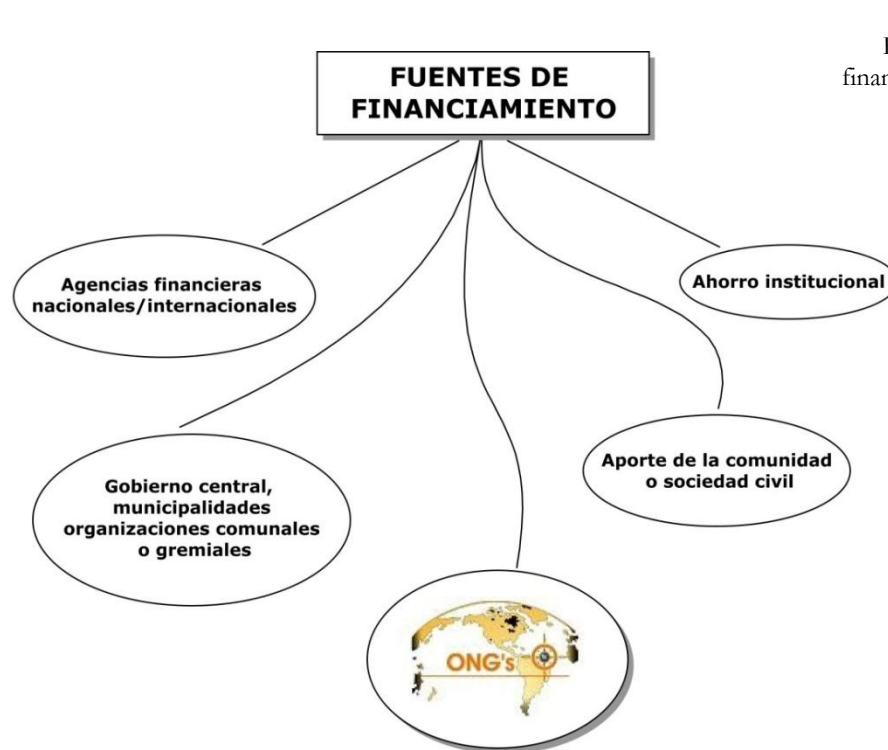 FUENTES DE
FINANCIAMIENTO
Agencias financieras
nacionales/internacionales
Ahorro institucional
Gobierno central,
municipalidades
organizaciones comunales
o gremiales
Aporte de la comunidad
o sociedad civil
ONG's